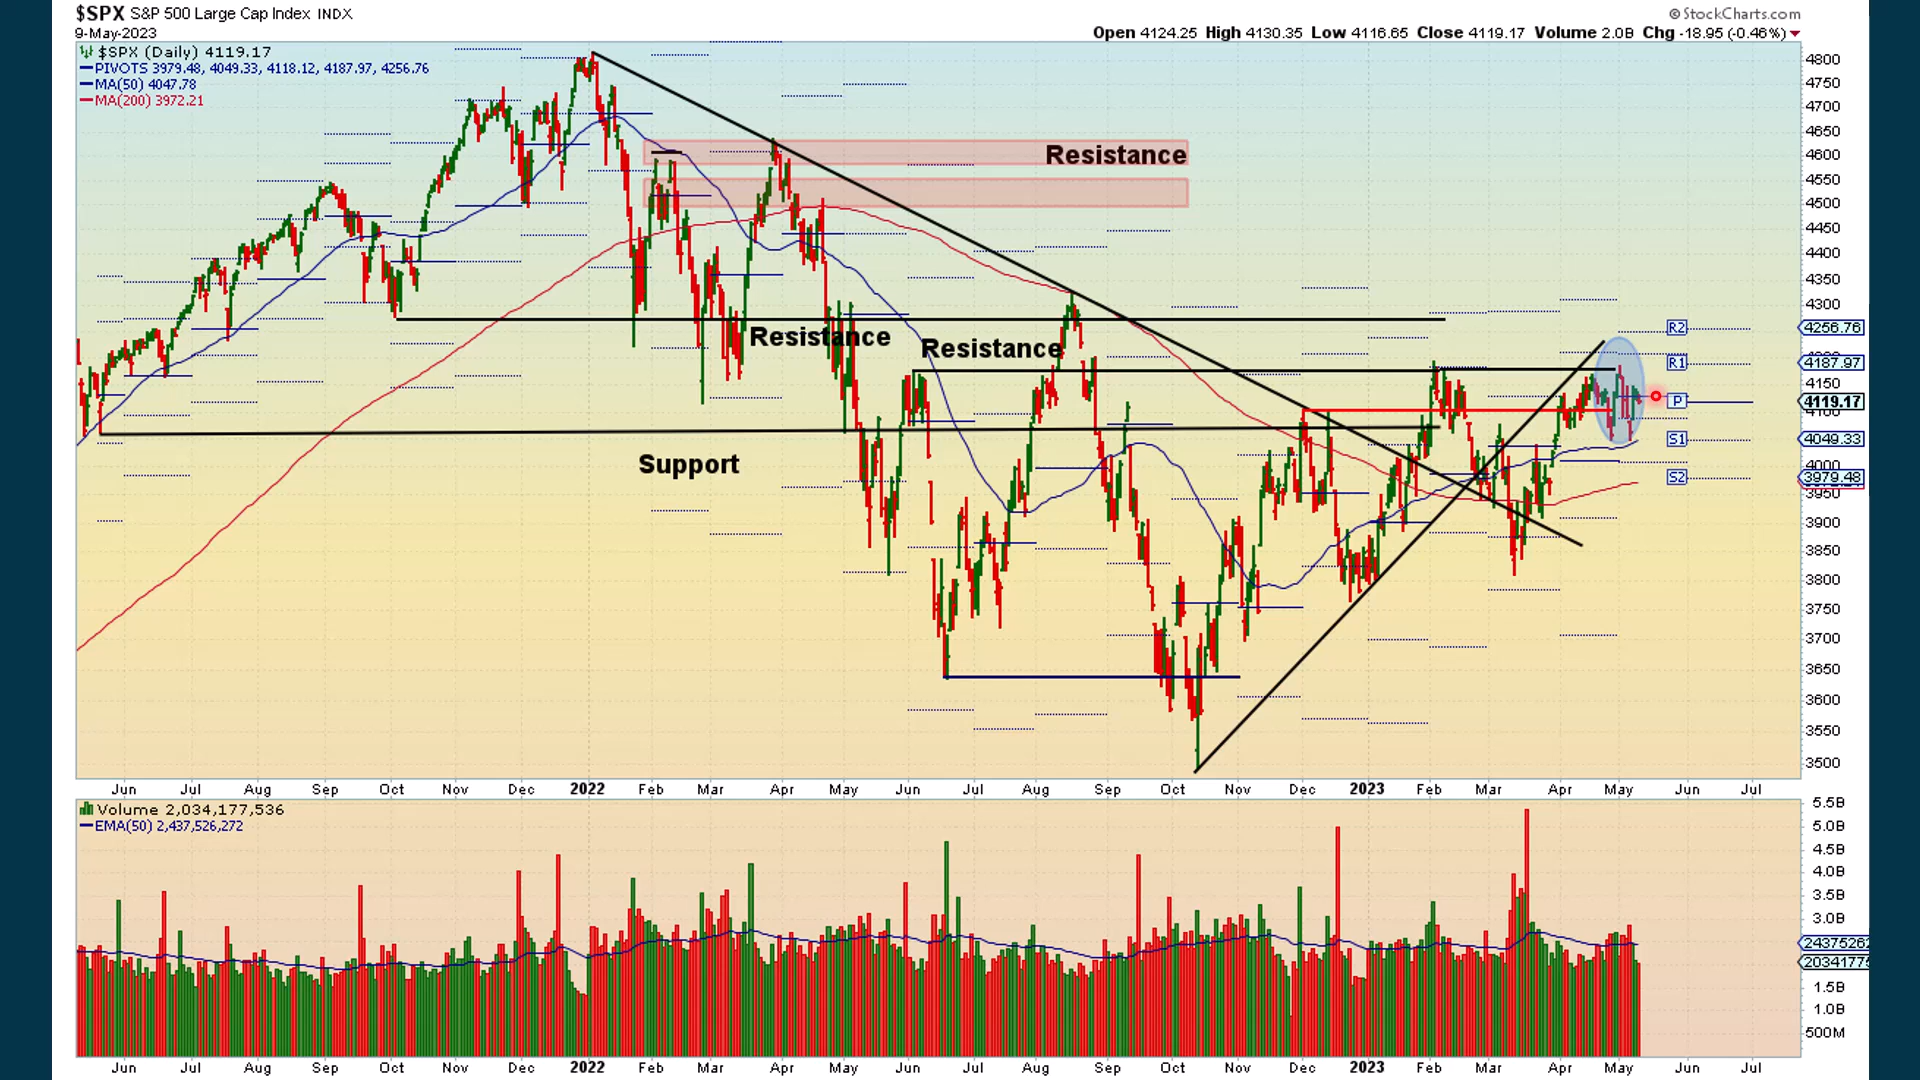 $SPX S&P 500 Large Cap Index INDX
© StockCharts.com
9-May-2023
Open 4124.25 High 4130.35 Low 4116.65 Close 4119.17 Volume 2.0B Chg -18.95 (-0.46%)
$SPX (Daily) 4119.17
PIVOTS 3979.48, 4049.33, 4118.12, 4187.97, 4256.76
MA(50) 4047.78
MA(200) 3972.21
4800
4750
4700
4650
4600
4550
4500
4450
4400
4350
4300
4256.76
4187.97
4150
4119.17
4049.33
4000
3979.48
3950
3900
3850
3800
3750
3700
3650
3600
3550
3500
Resistance
Resistance
Resistance
Support
R2
R1
P
S1
S2
Jun Jul Aug Sep Oct Nov Dec 2022 Feb Mar Apr May Jun Jul Aug Sep Oct Nov Dec 2023 Feb Mar Apr May Jun Jul
Volume 2,034,177,536
EMA(50) 2,437,526,272
5.5B
5.0B
4.5B
4.0B
3.5B
3.0B
24375262
20341775
1.5B
1.0B
500M
Jun Jul Aug Sep Oct Nov Dec 2022 Feb Mar Apr May Jun Jul Aug Sep Oct Nov Dec 2023 Feb Mar Apr May Jun Jul